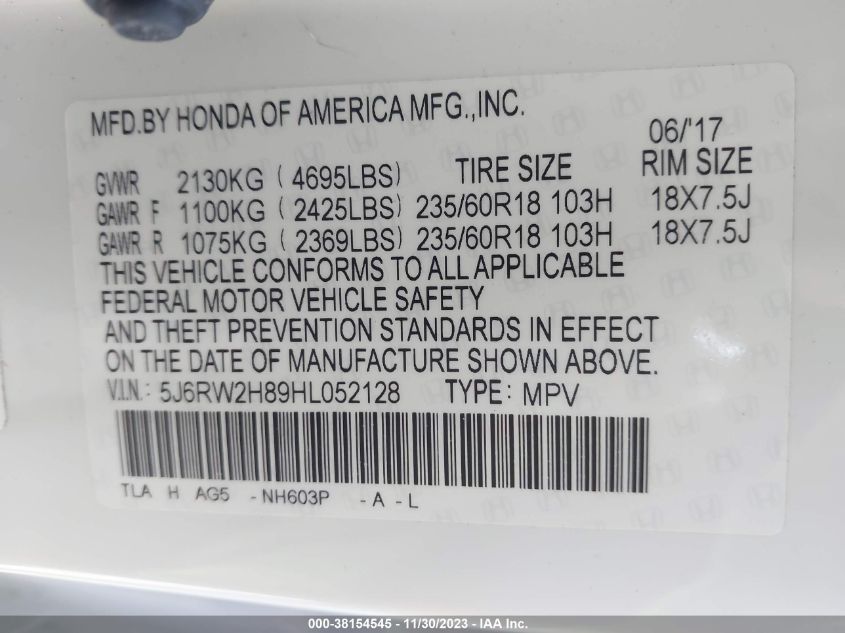 MFD.BY HONDA OF AMERICA MFG.,INC.
06/'17
GVWR 2130KG ( 4695LBS) TIRE SIZE RIM SIZE
GAWR F 1100KG ( 2425LBS) 235/60R18 103H 18X7.5J
GAWR R 1075KG ( 2369LBS) 235/60R18 103H 18X7.5J
THIS VEHICLE CONFORMS TO ALL APPLICABLE
FEDERAL MOTOR VEHICLE SAFETY
AND THEFT PREVENTION STANDARDS IN EFFECT
ON THE DATE OF MANUFACTURE SHOWN ABOVE.
V.I.N.: 5J6RW2H89HL052128 TYPE: MPV
TLA H AG5 -NH603P -A -L
000-38154545 - 11/30/2023 - IAA Inc.